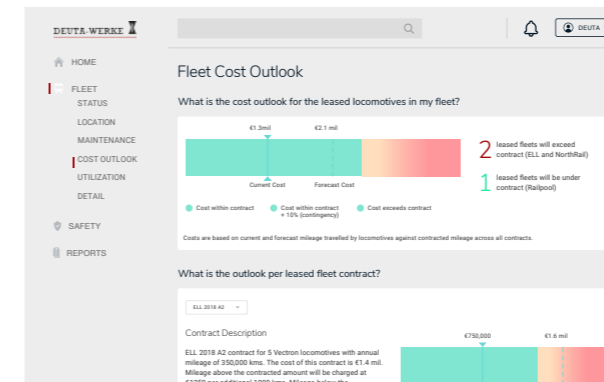 DEUTA-WERKE
DEUTA
HOME
FLEET
STATUS
LOCATION
MAINTENANCE
COST OUTLOOK
UTILIZATION
DETAIL
SAFETY
REPORTS
Fleet Cost Outlook
What is the cost outlook for the leased locomotives in my fleet?
€1.3mil €2.1 mil
Current Cost Forecast Cost
2 leased fleets will exceed
contract (ELL and NorthRail)
1 leased fleets will be under
contract (Railpool)
Cost within contract Cost within contract Cost exceeds contract
+ 10% (contingency)
Costs are based on current and forecast mileage travelled by locomotives against contracted mileage across all contracts.
What is the outlook per leased fleet contract?
ELL 2018 A2
Contract Description
€750,000 €1.6 mil
ELL 2018 A2 contract for 5 Vectron locomotives with annual
mileage of 350,000 kms. The cost of this contract is €1.4 mil.
Mileage above the contracted amount will be charged at